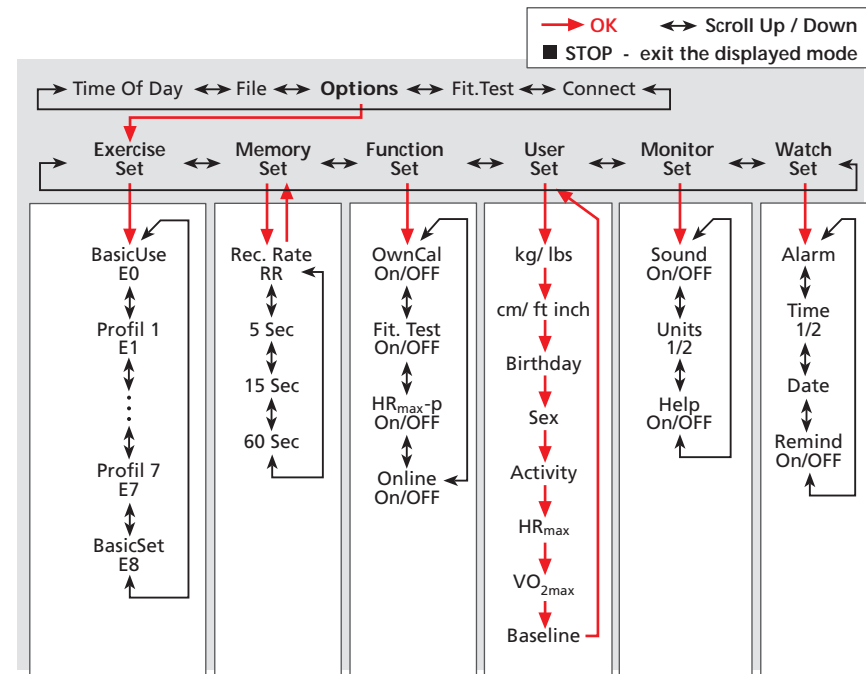 OK Scroll Up / Down
STOP - exit the displayed mode
Time Of Day File Options Fit.Test Connect
Exercise Set
Memory Set
Function Set
User Set
Monitor Set
Watch Set
BasicUse
E0
Profil 1
E1
Profil 7
E7
BasicSet
E8
Rec. Rate
RR
5 Sec
15 Sec
60 Sec
OwnCal
On/OFF
Fit. Test
On/OFF
HRmax-p
On/OFF
Online
On/OFF
kg/ lbs
cm/ ft inch
Birthday
Sex
Activity
HRmax
VO2max
Baseline
Sound
On/OFF
Units
1/2
Help
On/OFF
Alarm
Time
1/2
Date
Remind
On/OFF